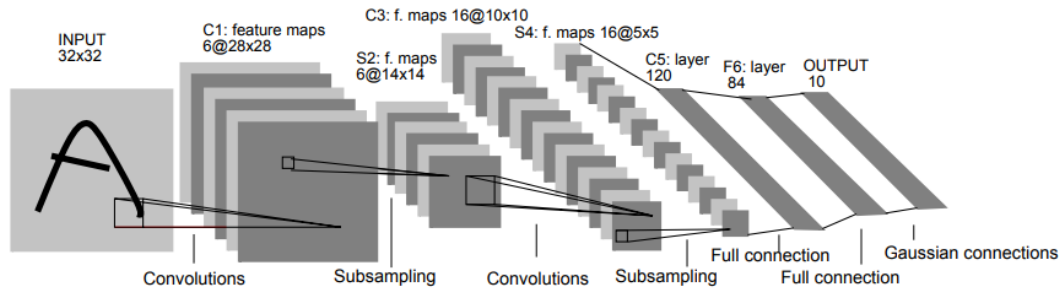 INPUT
32x32
C1: feature maps
6@28x28
S2: f. maps
6@14x14
C3: f. maps 16@10x10
S4: f. maps 16@5x5
C5: layer
120
F6: layer
84
OUTPUT
10
Convolutions
Subsampling
Convolutions
Subsampling
Full connection
Full connection
Gaussian connections